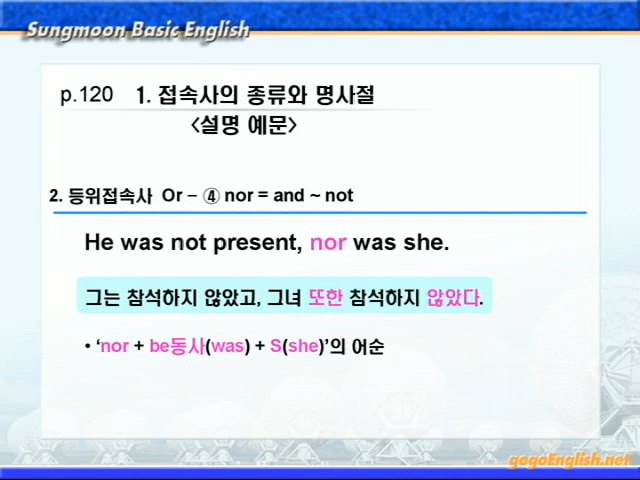 Sungmoon Basic English
p.120 1. 접속사의 종류와 명사절
<설명 예문>
2. 등위접속사 Or – ④ nor = and ~ not
He was not present, nor was she.
그는 참석하지 않았고, 그녀 또한 참석하지 않았다.
• ‘nor + be동사(was) + S(she)’의 어순
gogoEnglish.net